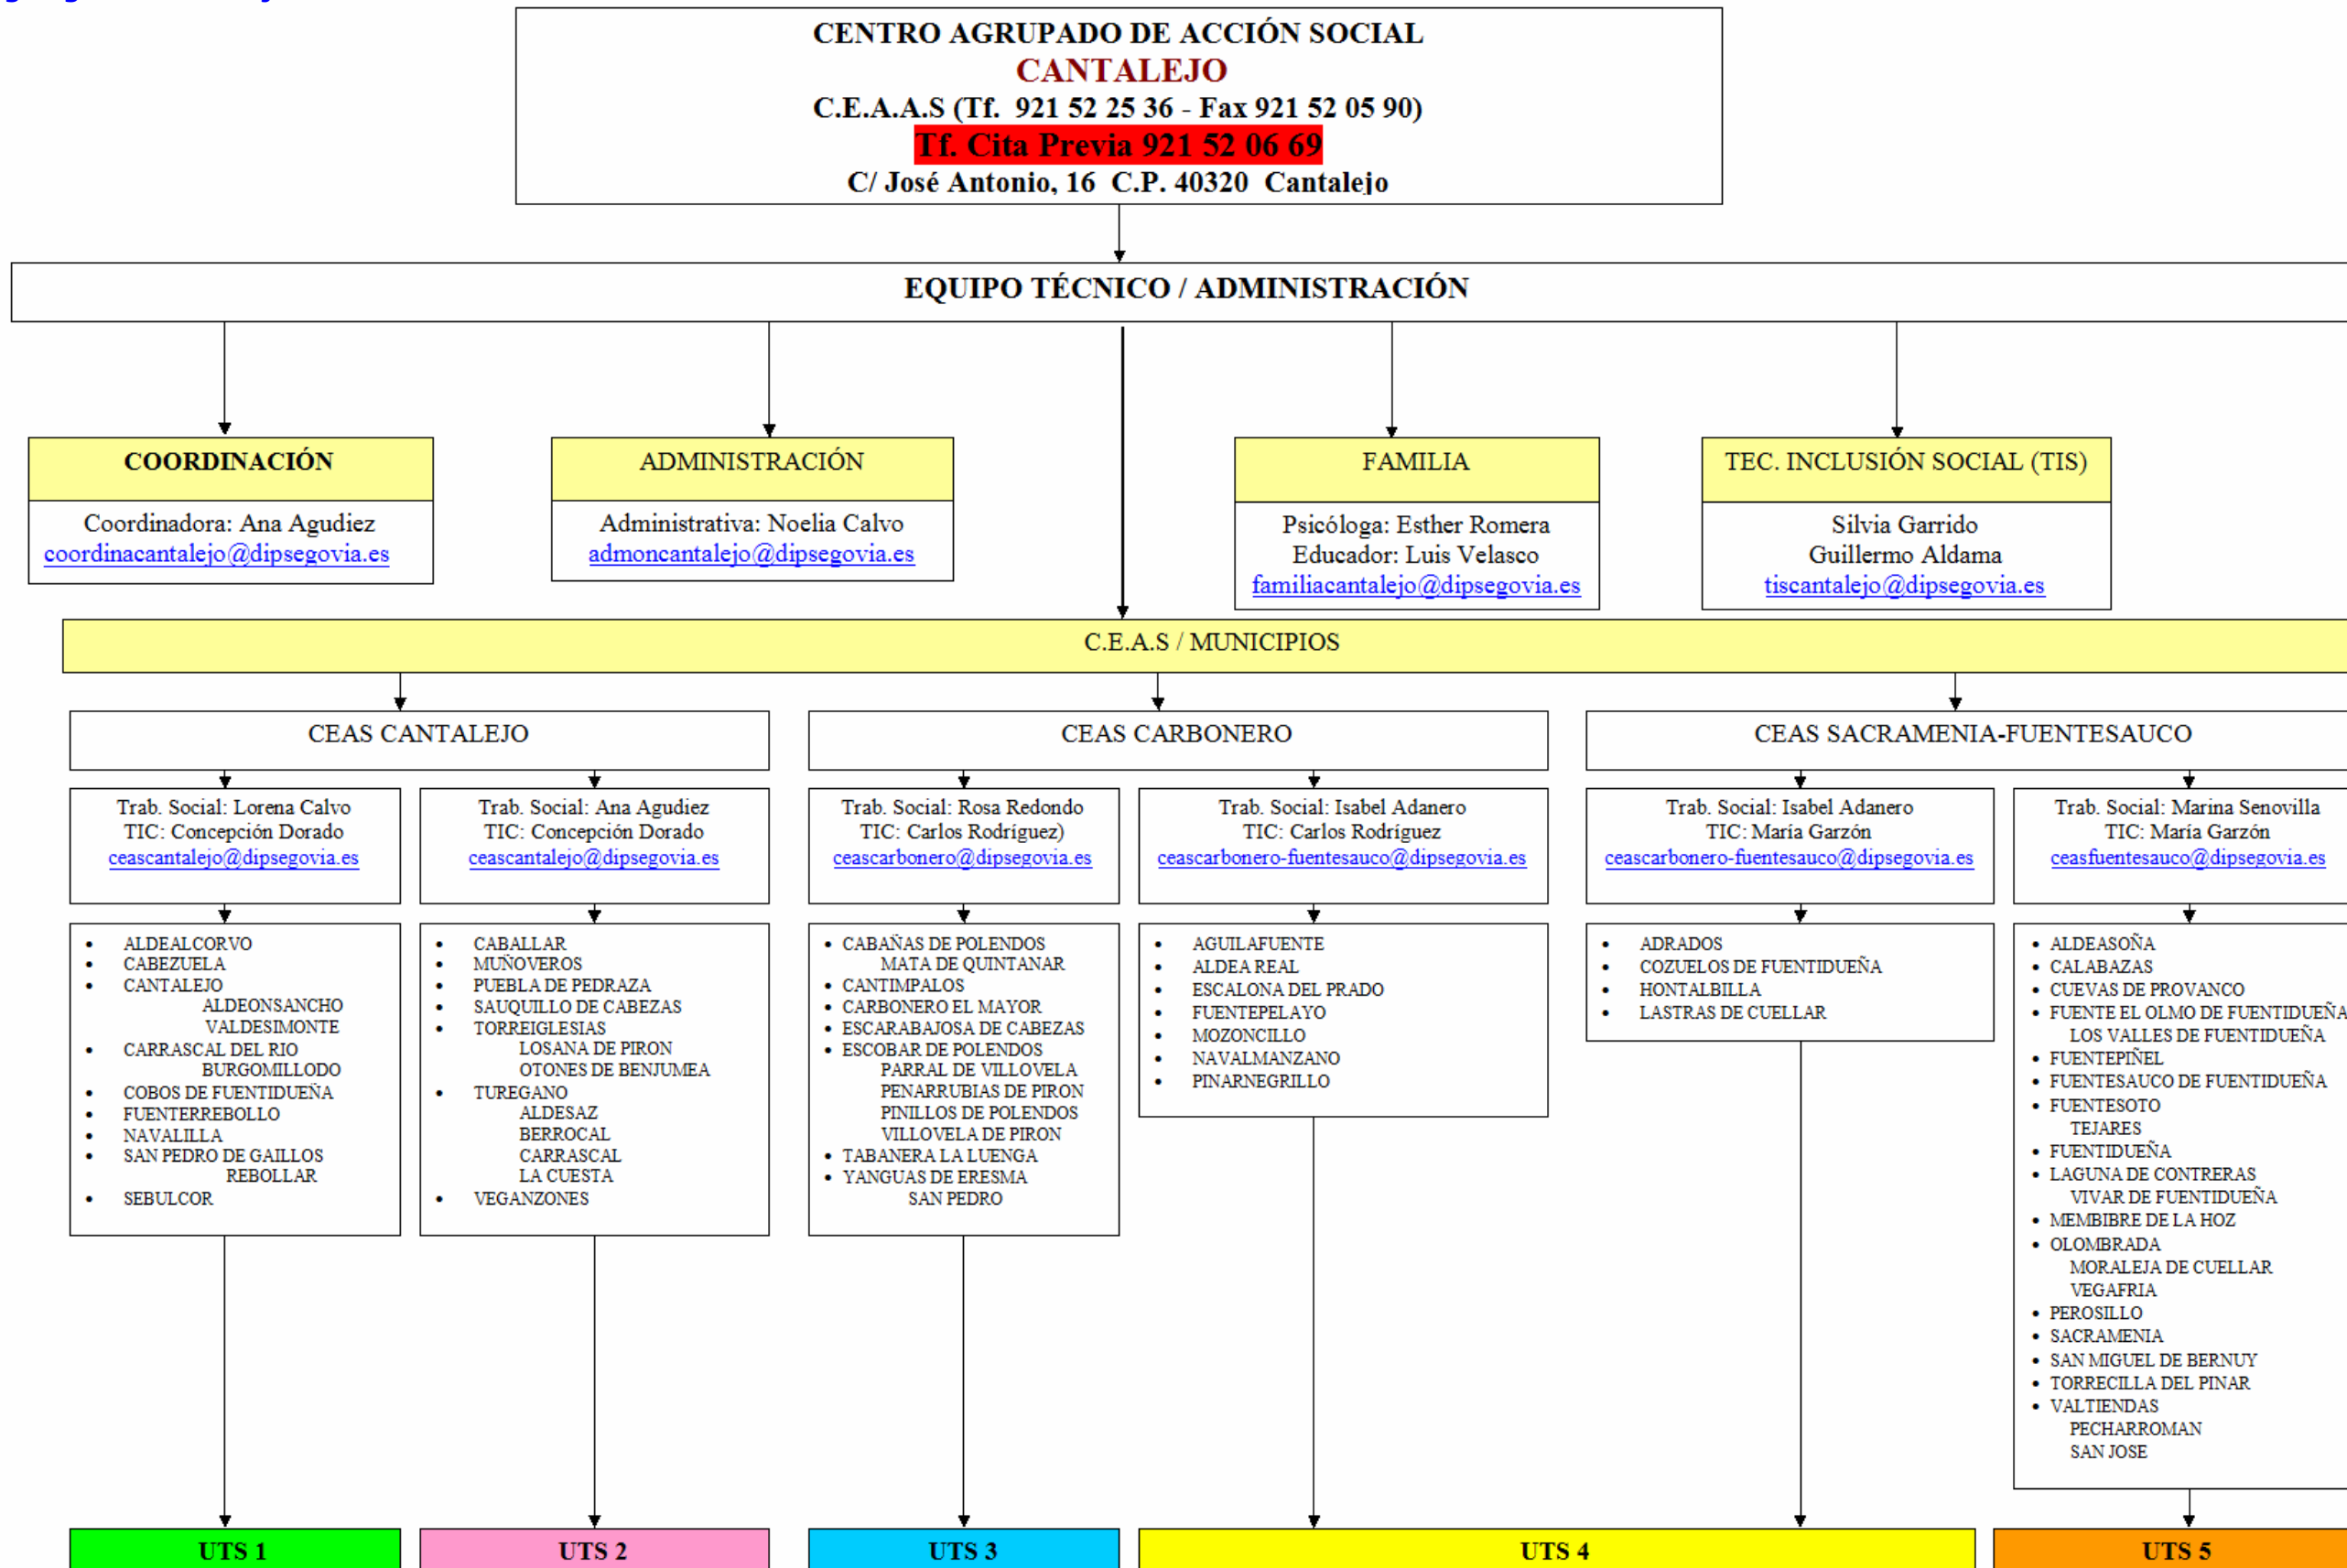 CENTRO AGRUPADO DE ACCIÓN SOCIAL
CANTALEJO
C.E.A.A.S (Tf. 921 52 25 36 - Fax 921 52 05 90)
Tf. Cita Previa 921 52 06 69
C/ José Antonio, 16 C.P. 40320 Cantalejo
EQUIPO TÉCNICO / ADMINISTRACIÓN
COORDINACIÓN
Coordinadora: Ana Agudiez
coordinacantalejo@dipsegovia.es
ADMINISTRACIÓN
Administrativa: Noelia Calvo
admoncantalejo@dipsegovia.es
FAMILIA
Psicóloga: Esther Romera
Educador: Luis Velasco
familiacantalejo@dipsegovia.es
TEC. INCLUSIÓN SOCIAL (TIS)
Silvia Garrido
Guillermo Aldama
tiscantalejo@dipsegovia.es
C.E.A.S / MUNICIPIOS
CEAS CANTALEJO
Trab. Social: Lorena Calvo
TIC: Concepción Dorado
ceascantalejo@dipsegovia.es
• ALDEALCORVO
• CABEZUELA
• CANTALEJO
ALDEONSANCHO
VALDESIMONTE
• CARRASCAL DEL RIO
BURGOMILLODO
• COBOS DE FUENTIDUEÑA
• FUENTERREBOLLO
• NAVALILLA
• SAN PEDRO DE GAILLOS
REBOLLAR
• SEBULCOR
Trab. Social: Ana Agudiez
TIC: Concepción Dorado
ceascantalejo@dipsegovia.es
• CABALLAR
• MUÑOVEROS
• PUEBLA DE PEDRAZA
• SAUQUILLO DE CABEZAS
• TORREIGLESIAS
LOSANA DE PIRON
OTONES DE BENJUMEA
• TUREGANO
ALDESAZ
BERROCAL
CARRASCAL
LA CUESTA
• VEGANZONES
CEAS CARBONERO
Trab. Social: Rosa Redondo
TIC: Carlos Rodríguez)
ceascarbonero@dipsegovia.es
• CABAÑAS DE POLENDOS
MATA DE QUINTANAR
• CANTIMPALOS
• CARBONERO EL MAYOR
• ESCARABAJOSA DE CABEZAS
• ESCOBAR DE POLENDOS
PARRAL DE VILLOVELA
PENARRUBIAS DE PIRON
PINILLOS DE POLENDOS
VILLOVELA DE PIRON
• TABANERA LA LUENGA
• YANGUAS DE ERESMA
SAN PEDRO
Trab. Social: Isabel Adanero
TIC: Carlos Rodríguez
ceascarbonero-fuentesauco@dipsegovia.es
• AGUILAFUENTE
• ALDEA REAL
• ESCALONA DEL PRADO
• FUENTEPELAYO
• MOZONCILLO
• NAVALMANZANO
• PINARNEGRILLO
CEAS SACRAMENIA-FUENTESAUCO
Trab. Social: Isabel Adanero
TIC: María Garzón
ceascarbonero-fuentesauco@dipsegovia.es
• ADRADOS
• COZUELOS DE FUENTIDUEÑA
• HONTALBILLA
• LASTRAS DE CUELLAR
Trab. Social: Marina Senovilla
TIC: María Garzón
ceasfuentesauco@dipsegovia.es
• ALDEASOÑA
• CALABAZAS
• CUEVAS DE PROVANCO
• FUENTE EL OLMO DE FUENTIDUEÑA
LOS VALLES DE FUENTIDUEÑA
• FUENTEPIÑEL
• FUENTESAUCO DE FUENTIDUEÑA
• FUENTESOTO
TEJARES
• FUENTIDUEÑA
• LAGUNA DE CONTRERAS
VIVAR DE FUENTIDUEÑA
• MEMBIBRE DE LA HOZ
• OLOMBRADA
MORALEJA DE CUELLAR
VEGAFRIA
• PEROSILLO
• SACRAMENIA
• SAN MIGUEL DE BERNUY
• TORRECILLA DEL PINAR
• VALTIENDAS
PECHARROMAN
SAN JOSE
UTS 1
UTS 2
UTS 3
UTS 4
UTS 5